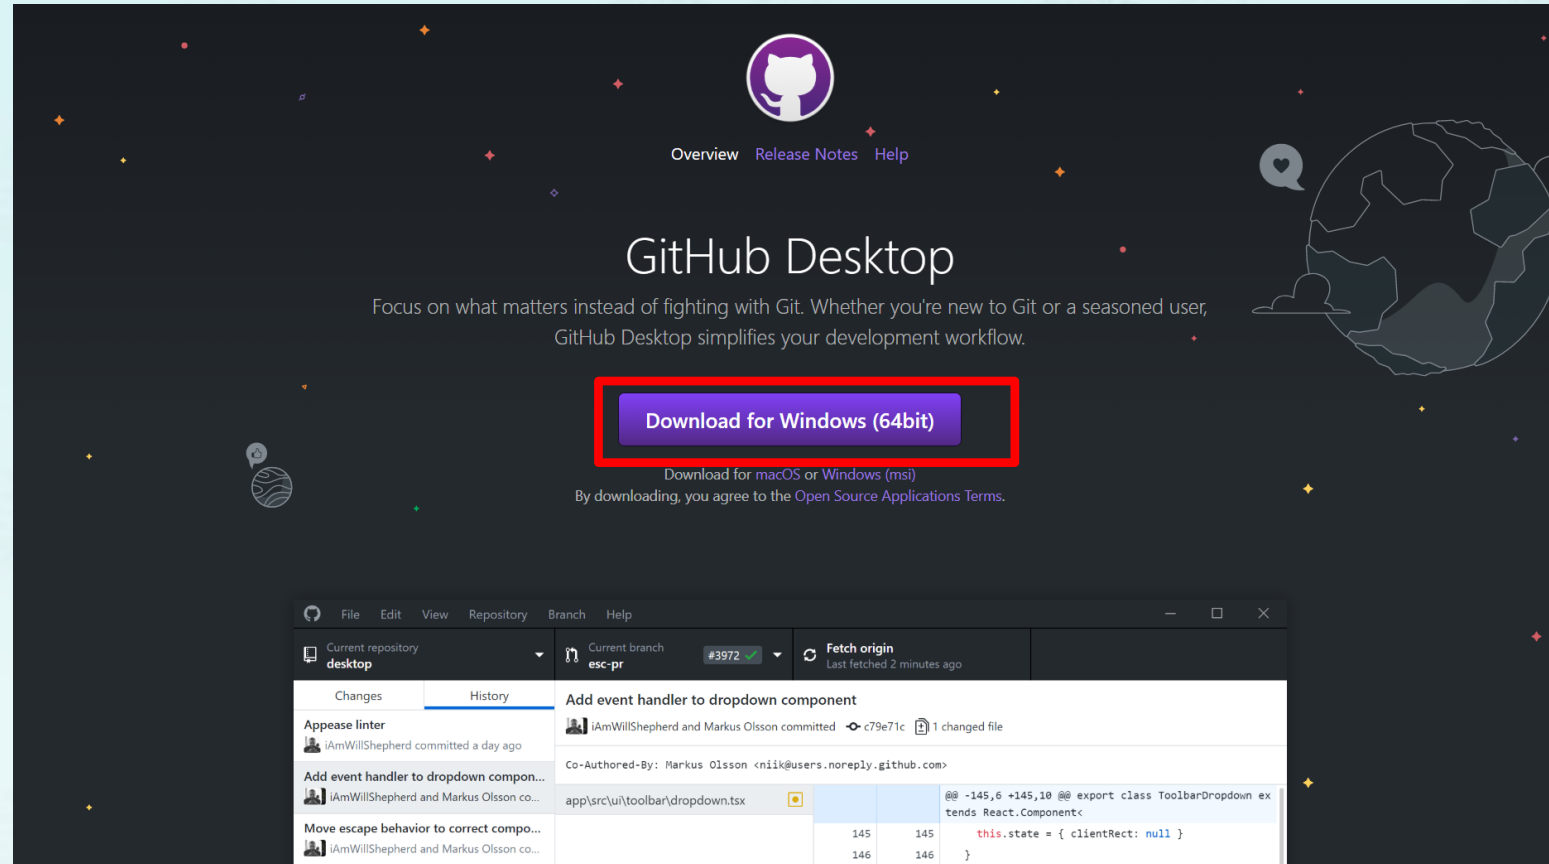 Overview Release Notes Help
GitHub Desktop
Focus on what matters instead of fighting with Git. Whether you're new to Git or a seasoned user,
GitHub Desktop simplifies your development workflow.
Download for Windows (64bit)
Download for macOS or Windows (msi)
By downloading, you agree to the Open Source Applications Terms.
File Edit View Repository Branch Help
Current repository
desktop
Current branch
esc-pr
#3972
Fetch origin
Last fetched 2 minutes ago
Changes History
Appease linter
iAmWillShepherd committed a day ago
Add event handler to dropdown compon...
iAmWillShepherd and Markus Olsson co...
Move escape behavior to correct compo...
iAmWillShepherd and Markus Olsson co...
Add event handler to dropdown component
iAmWillShepherd and Markus Olsson committed c79e71c 1 changed file
Co-Authored-By: Markus Olsson <niik@users.noreply.github.com>
app\src\ui\toolbar\dropdown.tsx
@@ -145,6 +145,10 @@ export class ToolbarDropdown ex
tends React.Component<
145 145 this.state = { clientRect: null }
146 146 }